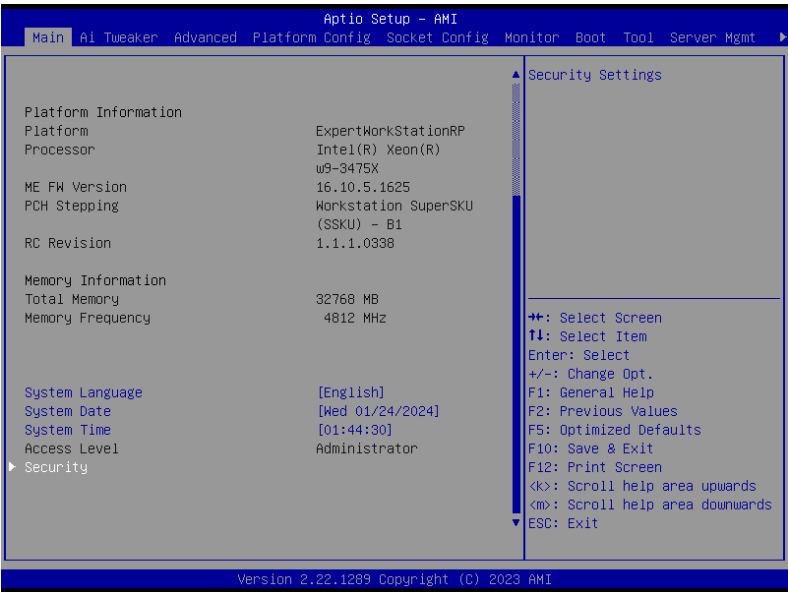 Aptio Setup - AMI
Main Ai Tweaker Advanced Platform Config Socket Config Monitor Boot Tool Server Mgmt
Security Settings
Platform Information
Platform ExpertWorkStationRP
Processor Intel(R) Xeon(R)
w9-3475X
ME FW Version 16.10.5.1625
PCH Stepping Workstation SuperSKU
(SSKU) - B1
RC Revision 1.1.1.0338
Memory Information
Total Memory 32768 MB
Memory Frequency 4812 MHz
System Language [English]
System Date [Wed 01/24/2024]
System Time [01:44:30]
Access Level Administrator
Security
→←: Select Screen
↑↓: Select Item
Enter: Select
+/-: Change Opt.
F1: General Help
F2: Previous Values
F5: Optimized Defaults
F10: Save & Exit
F12: Print Screen
<k>: Scroll help area upwards
<m>: Scroll help area downwards
ESC: Exit
Version 2.22.1289 Copyright (C) 2023 AMI